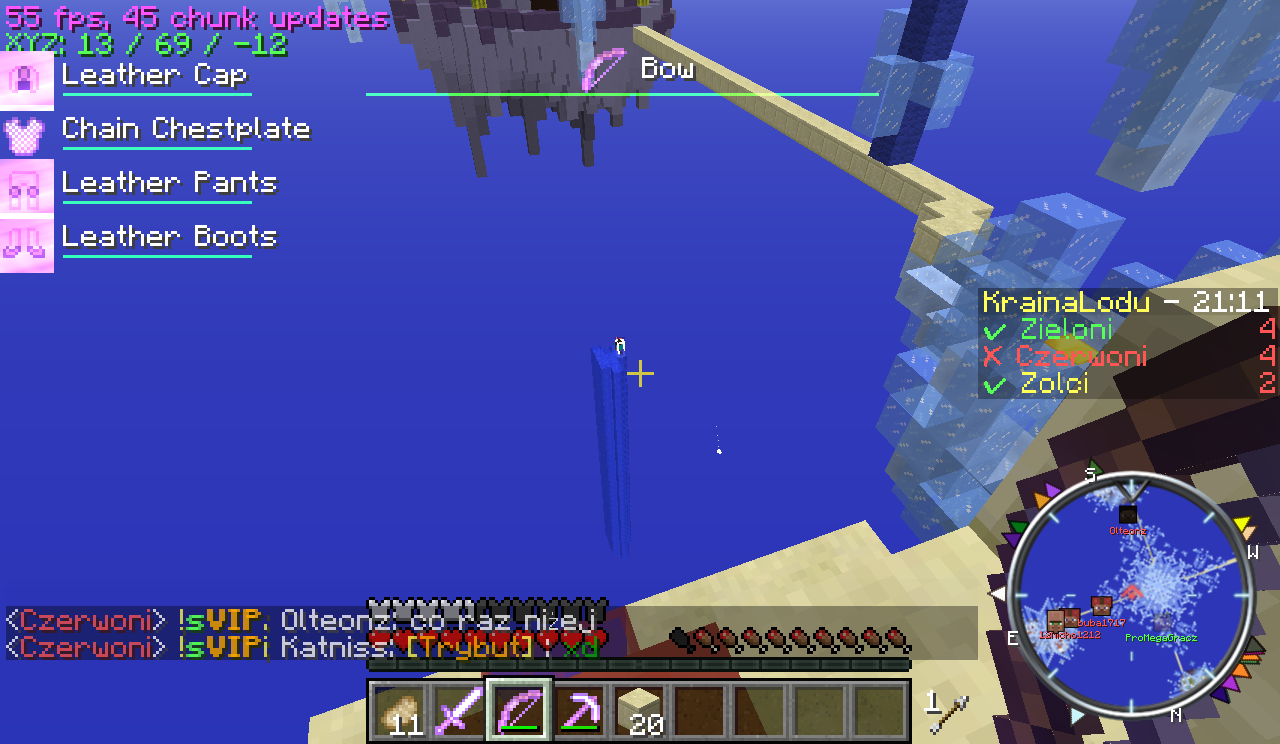 55 fps, 45 chunk updates
XYZ: 13 / 69 / -12
Leather Cap
Bow
Chain Chestplate
Leather Pants
Leather Boots
KrainaLodu - 21:11
✓ Zieloni 4
✗ Czerwoni 4
✓ Zolci 2
S
Olteonz
W
buba1717
ProMegaGracz
E
N
<Czerwoni> !sVIP, Olteonz: co raz nizej
<Czerwoni> !sVIPi Katniss, [Trybut] : xd
11
20
1